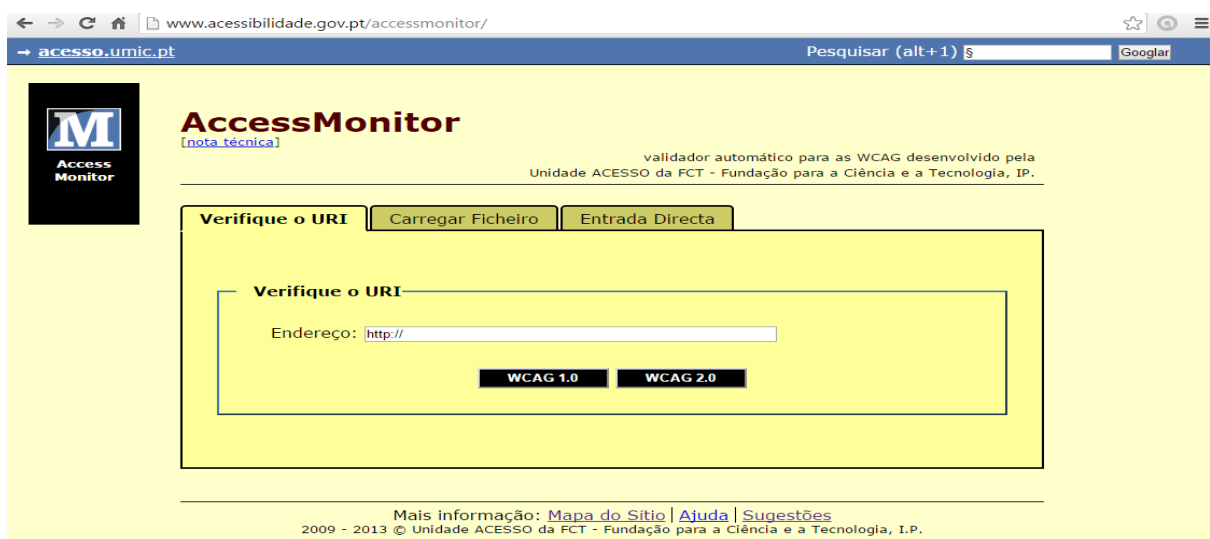 www.acessibilidade.gov.pt/accessmonitor/
→ acesso.umic.pt Pesquisar (alt+1) § Googlar
M
Access
Monitor
AccessMonitor
[nota técnica]
validador automático para as WCAG desenvolvido pela
Unidade ACESSO da FCT - Fundação para a Ciência e a Tecnologia, IP.
Verifique o URI Carregar Ficheiro Entrada Directa
Verifique o URI
Endereço: http://
WCAG 1.0 WCAG 2.0
Mais informação: Mapa do Sítio | Ajuda | Sugestões
2009 - 2013 © Unidade ACESSO da FCT - Fundação para a Ciência e a Tecnologia, I.P.